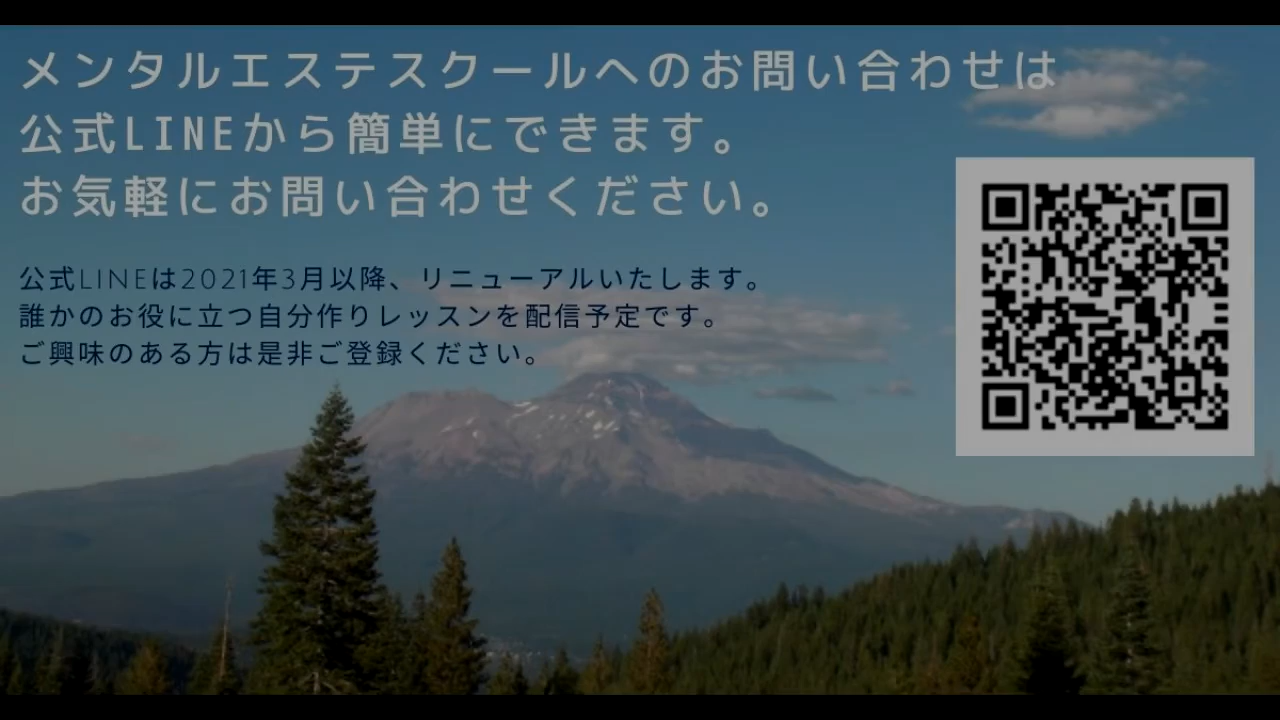 メンタルエステスクールへのお問い合わせは
公式LINEから簡単にできます。
お気軽にお問い合わせください。
公式LINEは2021年3月以降、リニューアルいたします。
誰かのお役に立つ自分作りレッスンを配信予定です。
ご興味のある方は是非ご登録ください。